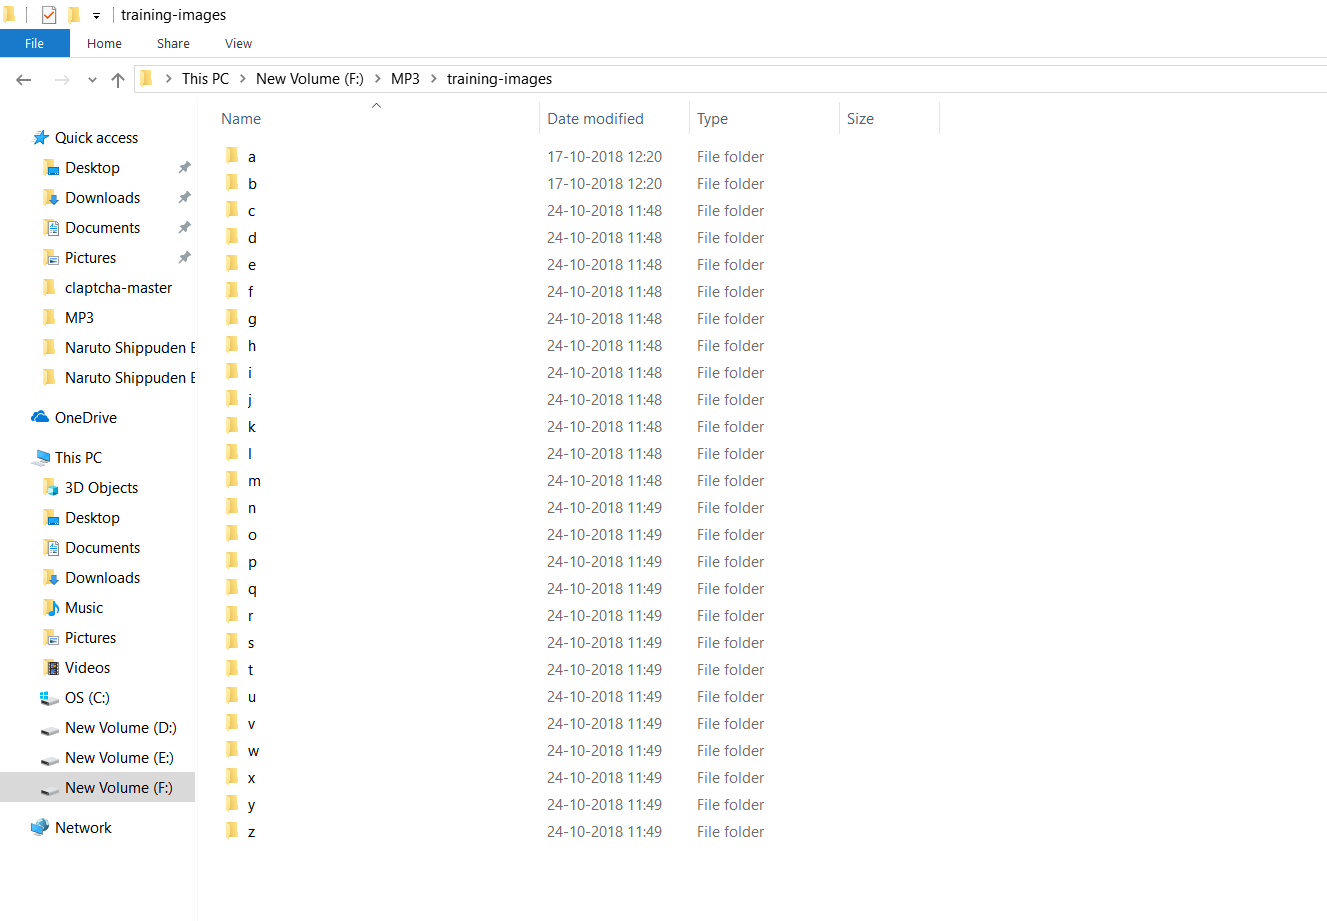 training-images
File Home Share View
This PC New Volume (F:) MP3 training-images
Name Date modified Type Size
Quick access
Desktop
Downloads
Documents
Pictures
claptcha-master
MP3
Naruto Shippuden E
Naruto Shippuden E
OneDrive
This PC
3D Objects
Desktop
Documents
Downloads
Music
Pictures
Videos
OS (C:)
New Volume (D:)
New Volume (E:)
New Volume (F:)
Network
a 17-10-2018 12:20 File folder
b 17-10-2018 12:20 File folder
c 24-10-2018 11:48 File folder
d 24-10-2018 11:48 File folder
e 24-10-2018 11:48 File folder
f 24-10-2018 11:48 File folder
g 24-10-2018 11:48 File folder
h 24-10-2018 11:48 File folder
i 24-10-2018 11:48 File folder
j 24-10-2018 11:48 File folder
k 24-10-2018 11:48 File folder
l 24-10-2018 11:48 File folder
m 24-10-2018 11:48 File folder
n 24-10-2018 11:49 File folder
o 24-10-2018 11:49 File folder
p 24-10-2018 11:49 File folder
q 24-10-2018 11:49 File folder
r 24-10-2018 11:49 File folder
s 24-10-2018 11:49 File folder
t 24-10-2018 11:49 File folder
u 24-10-2018 11:49 File folder
v 24-10-2018 11:49 File folder
w 24-10-2018 11:49 File folder
x 24-10-2018 11:49 File folder
y 24-10-2018 11:49 File folder
z 24-10-2018 11:49 File folder